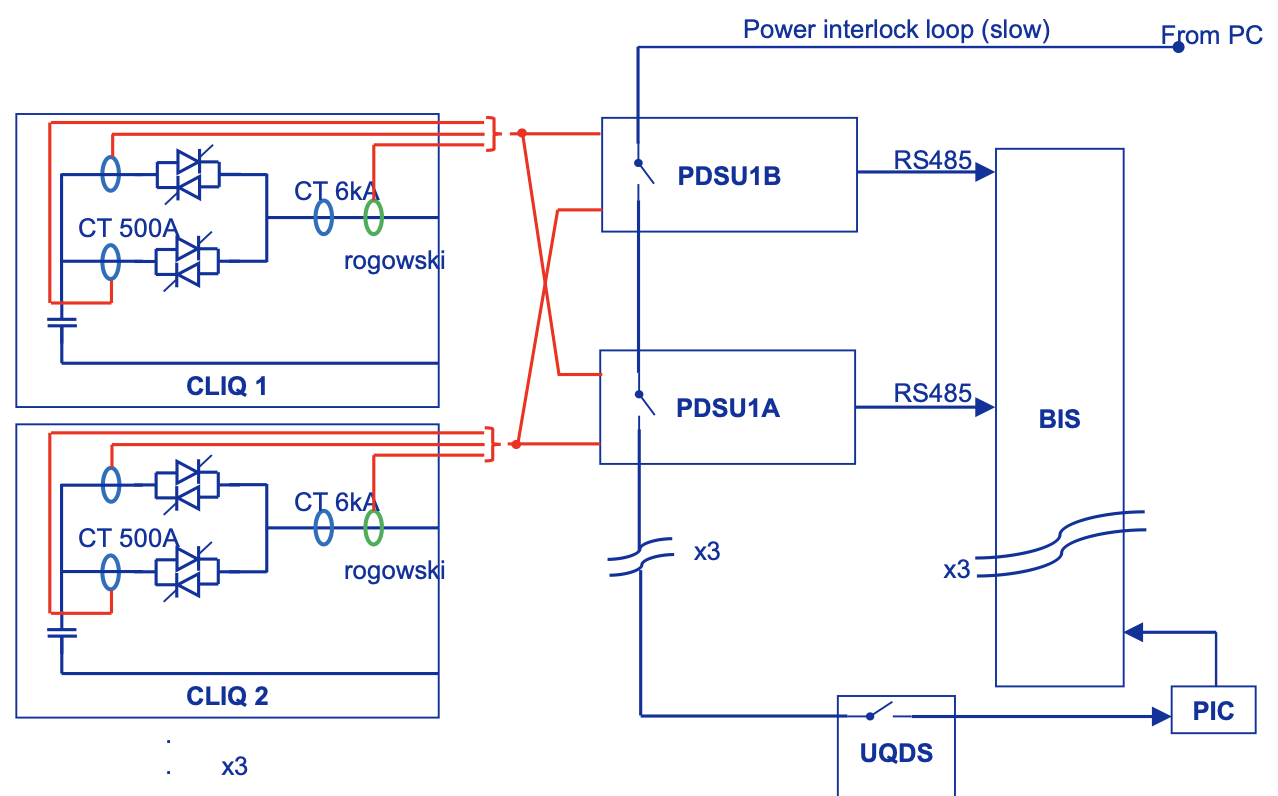 Power interlock loop (slow)
From PC
CT 6kA
CT 500A
rogowski
CLIQ 1
PDSU1B
RS485
PDSU1A
RS485
BIS
CT 6kA
CT 500A
rogowski
CLIQ 2
x3
x3
x3
UQDS
PIC